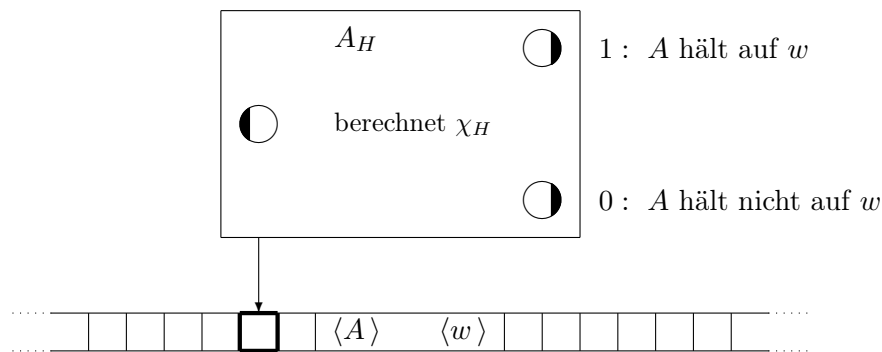 A_H
1 : A hält auf w
berechnet χ_H
0 : A hält nicht auf w
⟨A⟩ ⟨w⟩